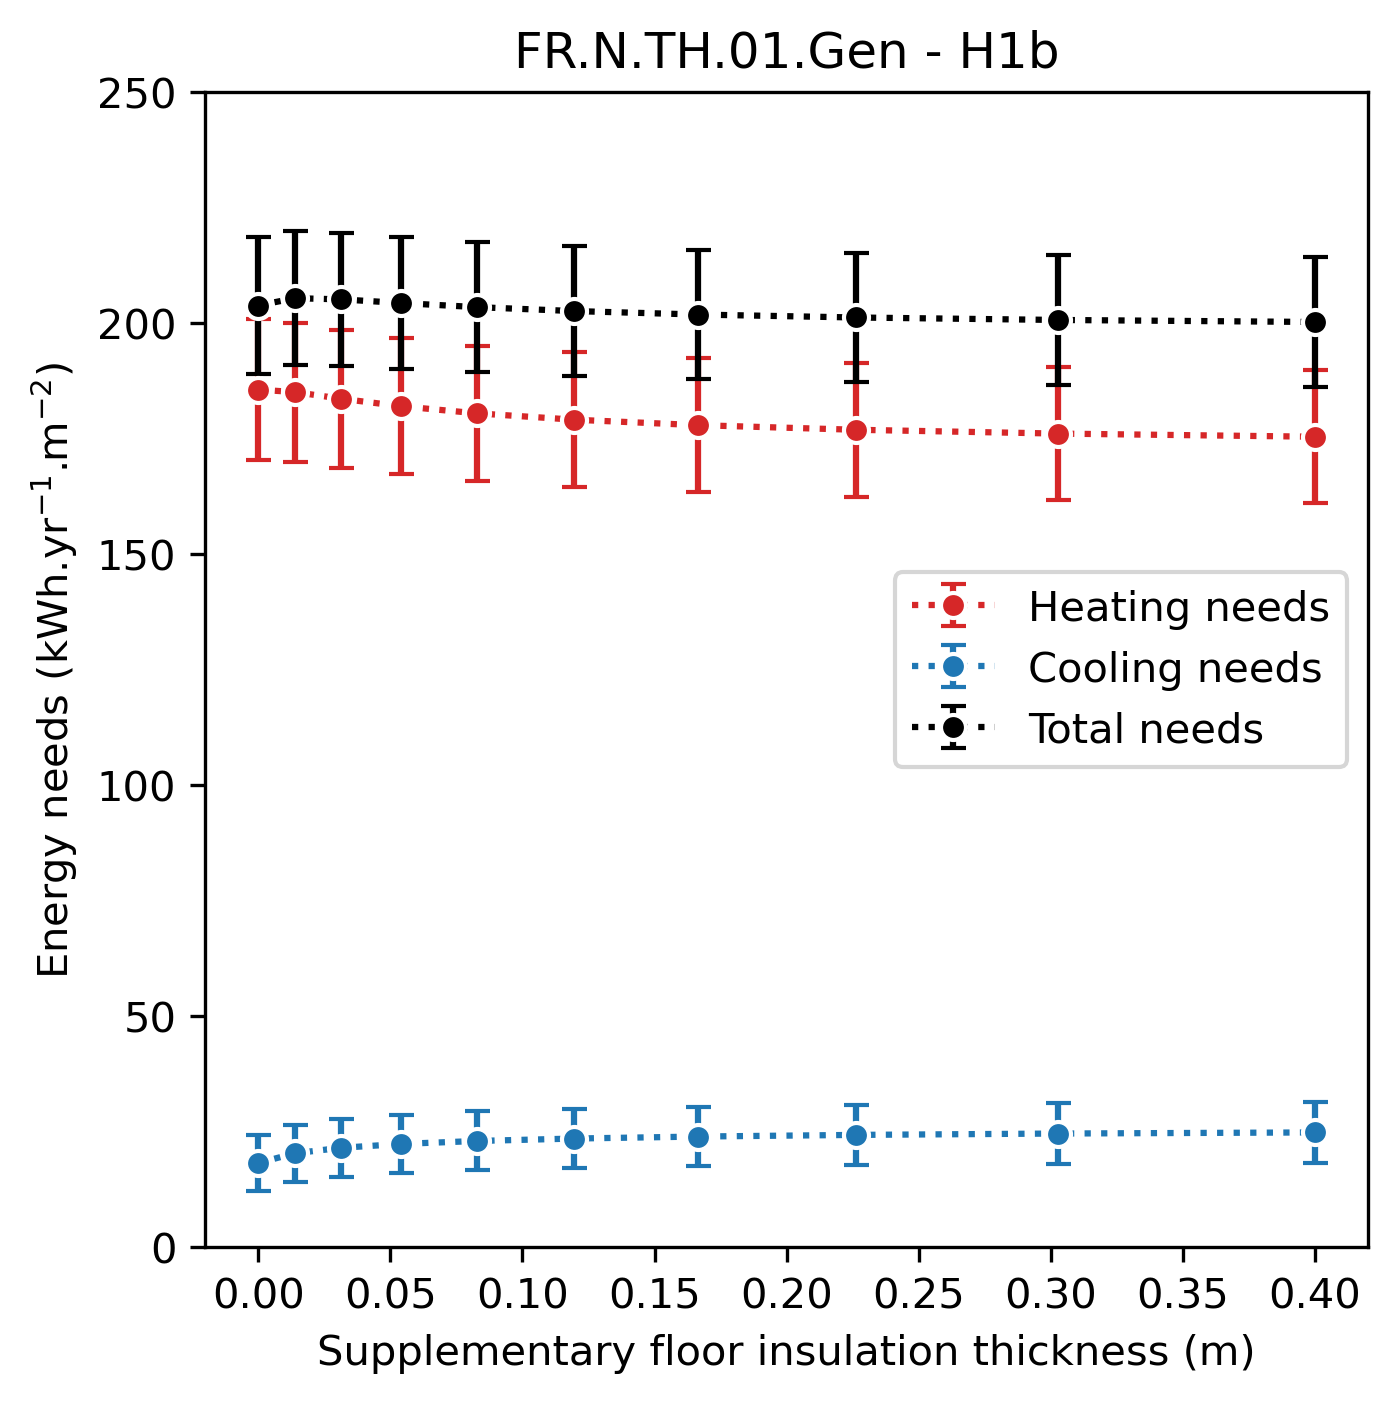 FR.N.TH.01.Gen - H1b
250
200
150
100
50
0
Energy needs (kWh.yr⁻¹.m⁻²)
Heating needs
Cooling needs
Total needs
0.00 0.05 0.10 0.15 0.20 0.25 0.30 0.35 0.40
Supplementary floor insulation thickness (m)